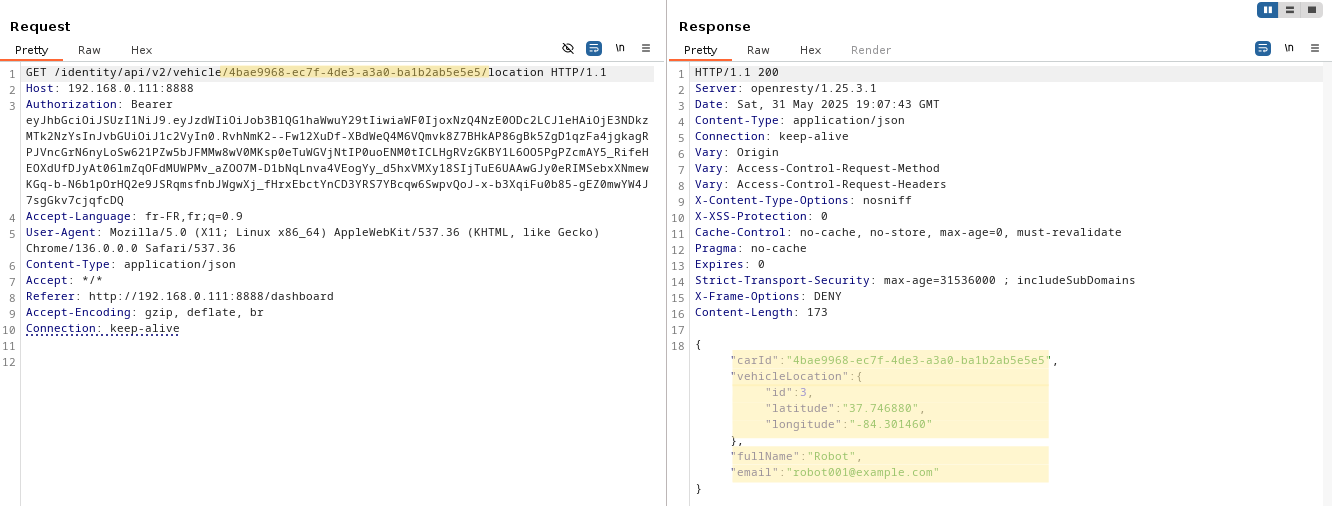 Request
Pretty Raw Hex
\n
1 GET /identity/api/v2/vehicle/4bae9968-ec7f-4de3-a3a0-ba1b2ab5e5e5/location HTTP/1.1
2 Host: 192.168.0.111:8888
3 Authorization: Bearer
eyJhbGciOiJSUzI1NiJ9.eyJzdWIiOiJob3BlQG1haWwuY29tIiwiaWF0IjoxNzQ4NzE0ODc2LCJleHAiOjE3NDkz
MTk2NzYsInJvbGUiOiJ1c2VyIn0.RvhNmK2--Fw12XuDf-XBdWeQ4M6VQmvk8Z7BHkAP86gBk5ZgD1qzFa4jgkagR
PJVncGrN6nyLoSw621PZw5bJFMMw8wV0MKsp0eTuWGVjNtIP0uoENM0tICLHgRVzGKBY1L6OO5PgPZcmAY5_RifeH
EOXdUfDJyAt06lmZqOFdMUWPMv_aZOO7M-D1bNqLnva4VEogYy_d5hxVMXy18SIjTuE6UAAwGJy0eRIMSebxXNmew
KGq-b-N6b1pOrHQ2e9JSRqmsfnbJWgwXj_fHrxEbctYnCD3YRS7YBcqw6SwpvQoJ-x-b3XqiFu0b85-gEZ0mwYW4J
7sgGkv7cjqfcDQ
4 Accept-Language: fr-FR,fr;q=0.9
5 User-Agent: Mozilla/5.0 (X11; Linux x86_64) AppleWebKit/537.36 (KHTML, like Gecko)
Chrome/136.0.0.0 Safari/537.36
6 Content-Type: application/json
7 Accept: */*
8 Referer: http://192.168.0.111:8888/dashboard
9 Accept-Encoding: gzip, deflate, br
10 Connection: keep-alive
11
12
Response
Pretty Raw Hex Render
\n
1 HTTP/1.1 200
2 Server: openresty/1.25.3.1
3 Date: Sat, 31 May 2025 19:07:43 GMT
4 Content-Type: application/json
5 Connection: keep-alive
6 Vary: Origin
7 Vary: Access-Control-Request-Method
8 Vary: Access-Control-Request-Headers
9 X-Content-Type-Options: nosniff
10 X-XSS-Protection: 0
11 Cache-Control: no-cache, no-store, max-age=0, must-revalidate
12 Pragma: no-cache
13 Expires: 0
14 Strict-Transport-Security: max-age=31536000 ; includeSubDomains
15 X-Frame-Options: DENY
16 Content-Length: 173
17
18 {
"carId":"4bae9968-ec7f-4de3-a3a0-ba1b2ab5e5e5",
"vehicleLocation":{
"id":3,
"latitude":"37.746880",
"longitude":"-84.301460"
},
"fullName":"Robot",
"email":"robot001@example.com"
}